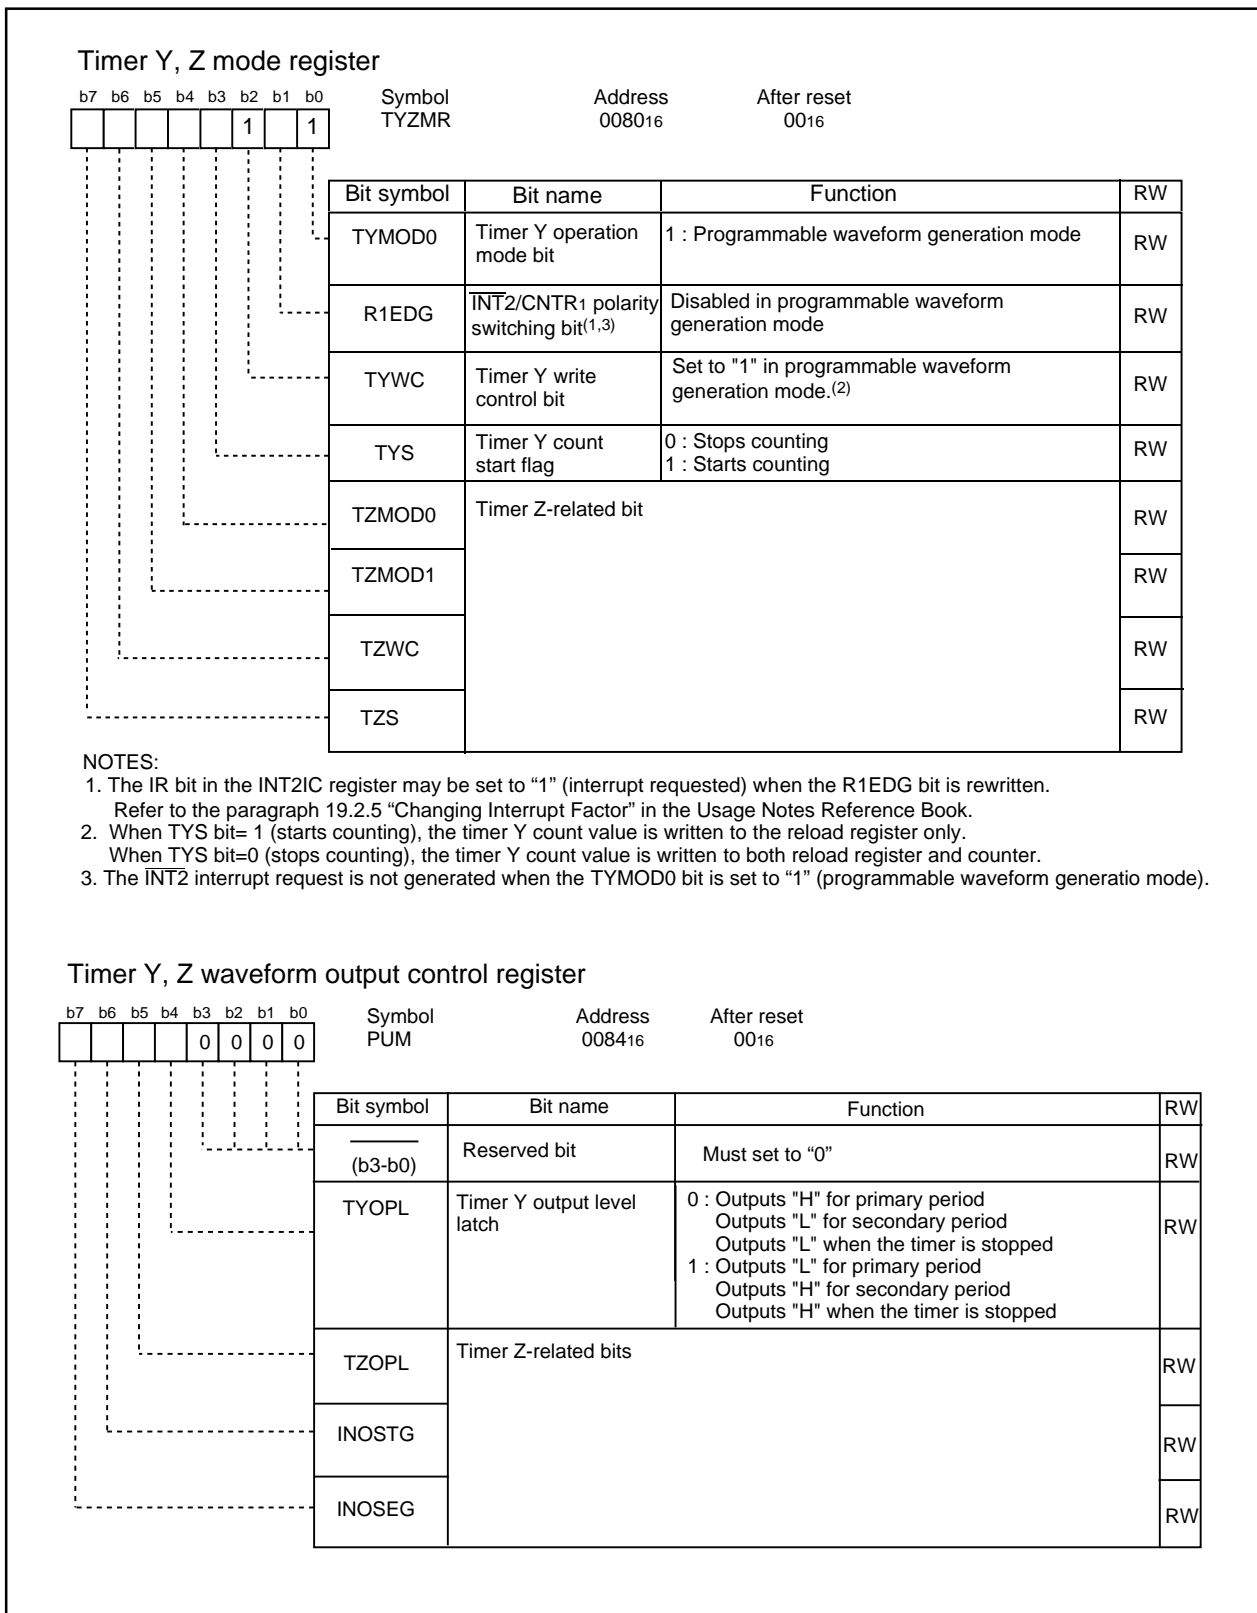 Timer Y, Z mode register
b7 b6 b5 b4 b3 b2 b1 b0 Symbol Address After reset
1 1 TYZMR 008016 0016
Bit symbol Bit name Function RW
TYMOD0 Timer Y operation mode bit 1 : Programmable waveform generation mode RW
R1EDG INT2/CNTR1 polarity switching bit(1,3) Disabled in programmable waveform generation mode RW
TYWC Timer Y write control bit Set to "1" in programmable waveform generation mode.(2) RW
TYS Timer Y count start flag 0 : Stops counting
1 : Starts counting RW
TZMOD0 Timer Z-related bit RW
TZMOD1 RW
TZWC RW
TZS RW
NOTES:
1. The IR bit in the INT2IC register may be set to “1” (interrupt requested) when the R1EDG bit is rewritten.
Refer to the paragraph 19.2.5 “Changing Interrupt Factor” in the Usage Notes Reference Book.
2. When TYS bit= 1 (starts counting), the timer Y count value is written to the reload register only.
When TYS bit=0 (stops counting), the timer Y count value is written to both reload register and counter.
3. The INT2 interrupt request is not generated when the TYMOD0 bit is set to “1” (programmable waveform generatio mode).
Timer Y, Z waveform output control register
b7 b6 b5 b4 b3 b2 b1 b0 Symbol Address After reset
0 0 0 0 PUM 008416 0016
Bit symbol Bit name Function RW
(b3-b0) Reserved bit Must set to “0” RW
TYOPL Timer Y output level latch 0 : Outputs "H" for primary period
Outputs "L" for secondary period
Outputs "L" when the timer is stopped
1 : Outputs "L" for primary period
Outputs "H" for secondary period
Outputs "H" when the timer is stopped RW
TZOPL Timer Z-related bits RW
INOSTG RW
INOSEG RW